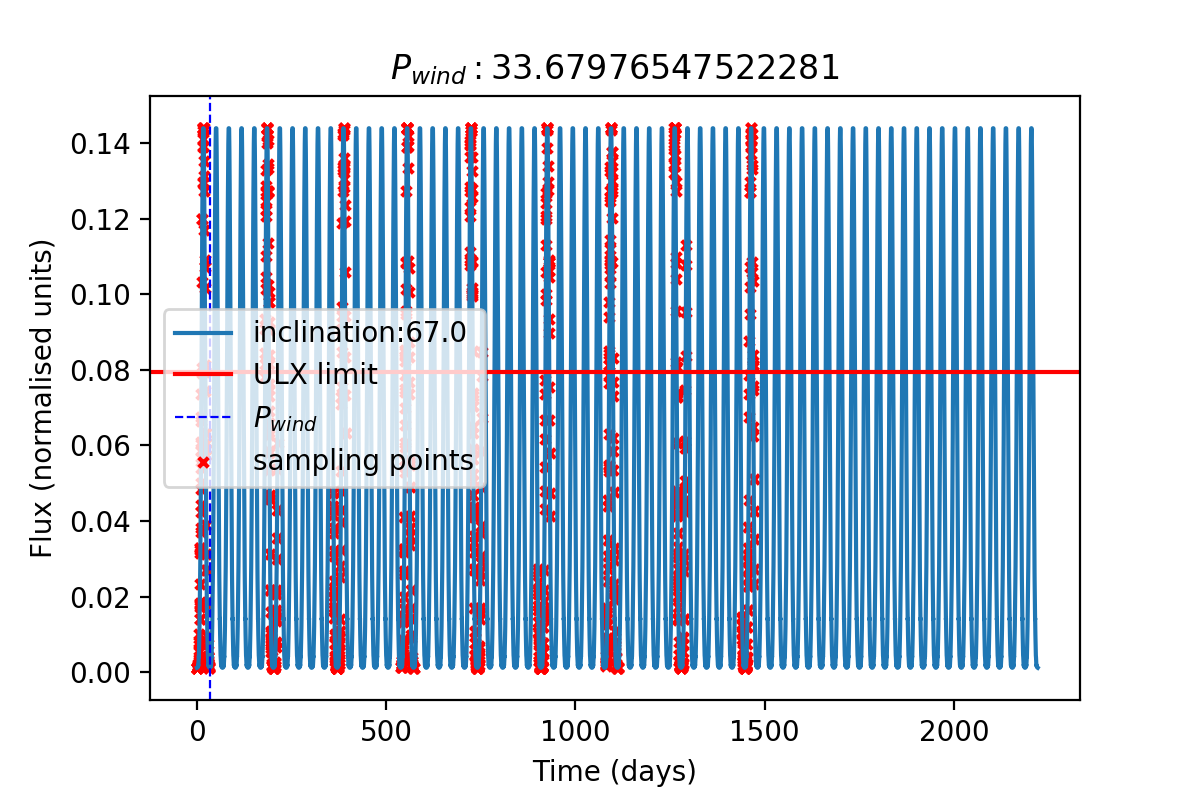 P_wind : 33.67976547522281
Flux (normalised units)
0.14
0.12
0.10
0.08
0.06
0.04
0.02
0.00
inclination:67.0
ULX limit
P_wind
sampling points
0 500 1000 1500 2000
Time (days)